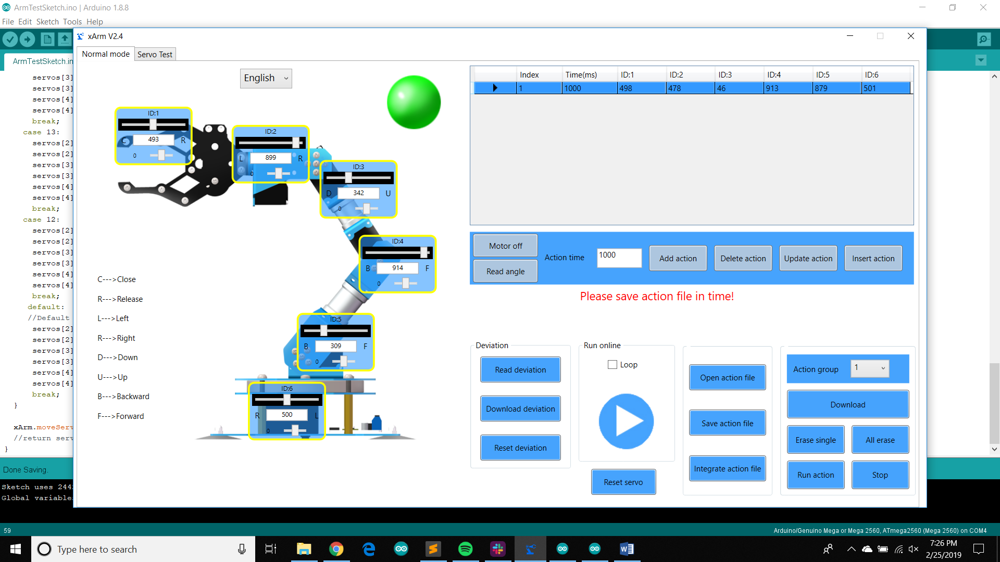 ArmTestSketch.ino | Arduino 1.8.8
File Edit Sketch Tools Help
xArm V2.4
Normal mode
Servo Test
ArmTestSketch.in
servos[3]
servos[3]
servos[4]
servos[4]
break;
case 13:
servos[2]
servos[2]
servos[3]
servos[3]
servos[4]
servos[4]
break;
case 12:
servos[2]
servos[2]
servos[3]
servos[3]
servos[4]
servos[4]
break;
default:
//Default
servos[2]
servos[2]
servos[3]
servos[3]
servos[4]
servos[4]
break;
}
xArm.moveServ
//return serv
}
Done Saving.
Sketch uses 244
Global variable
English
ID:1
C 493 R
0
ID:2
L 899 R
0
ID:3
D 342 U
0
ID:4
B 914 F
0
ID:5
B 309 F
0
ID:6
R 500 L
0
C--->Close
R--->Release
L--->Left
R--->Right
D--->Down
U--->Up
B--->Backward
F--->Forward
Index Time(ms) ID:1 ID:2 ID:3 ID:4 ID:5 ID:6
1 1000 498 478 46 913 879 501
Motor off
Read angle
Action time 1000
Add action
Delete action
Update action
Insert action
Please save action file in time!
Deviation
Read deviation
Download deviation
Reset deviation
Run online
Loop
Reset servo
Open action file
Save action file
Integrate action file
Action group 1
Download
Erase single
All erase
Run action
Stop
59
Arduino/Genuino Mega or Mega 2560, ATmega2560 (Mega 2560) on COM4
Type here to search
7:26 PM
2/25/2019